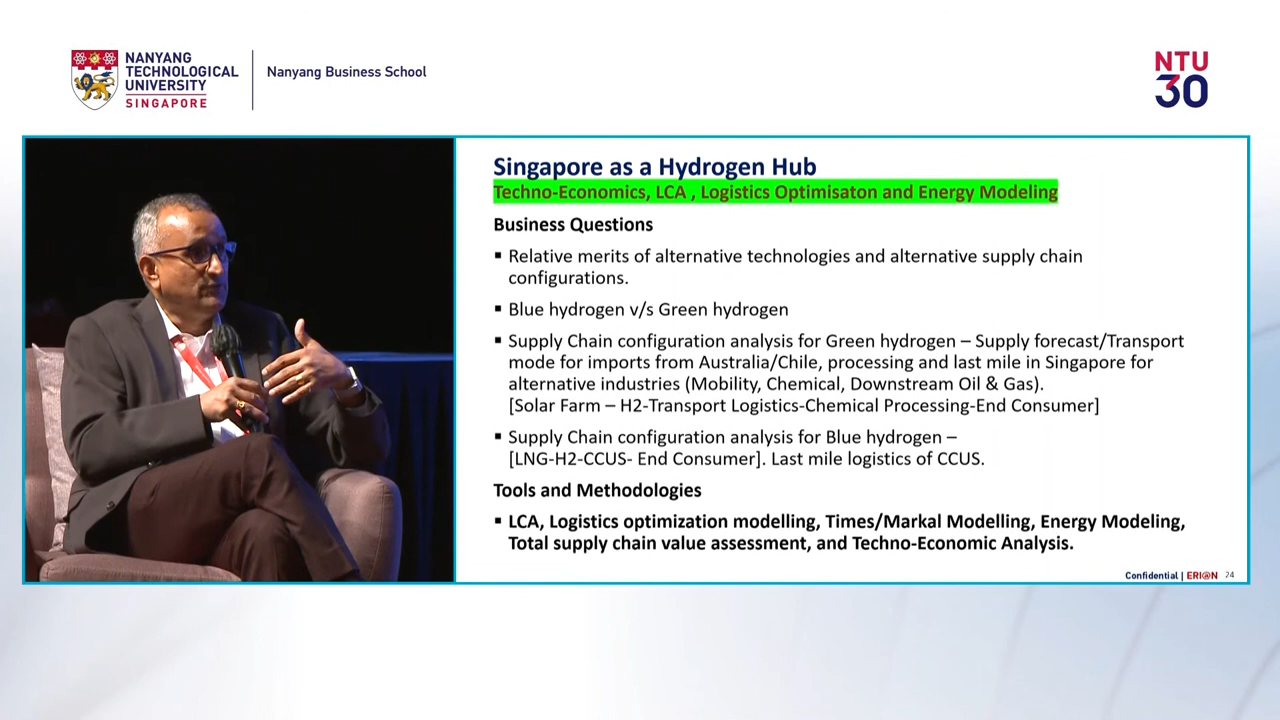 NANYANG
TECHNOLOGICAL
UNIVERSITY
SINGAPORE
Nanyang Business School
NTU
30
Singapore as a Hydrogen Hub
Techno-Economics, LCA , Logistics Optimisaton and Energy Modeling
Business Questions
▪ Relative merits of alternative technologies and alternative supply chain
configurations.
▪ Blue hydrogen v/s Green hydrogen
▪ Supply Chain configuration analysis for Green hydrogen – Supply forecast/Transport
mode for imports from Australia/Chile, processing and last mile in Singapore for
alternative industries (Mobility, Chemical, Downstream Oil & Gas).
[Solar Farm – H2-Transport Logistics-Chemical Processing-End Consumer]
▪ Supply Chain configuration analysis for Blue hydrogen –
[LNG-H2-CCUS- End Consumer]. Last mile logistics of CCUS.
Tools and Methodologies
▪ LCA, Logistics optimization modelling, Times/Markal Modelling, Energy Modeling,
Total supply chain value assessment, and Techno-Economic Analysis.
Confidential | ERI@N 24